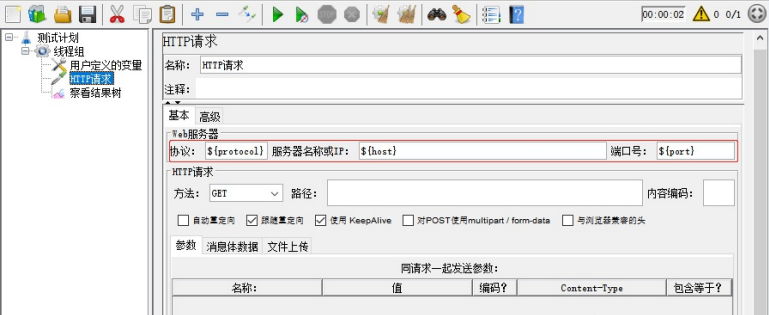 00:00:02 0 0/1
测试计划
线程组
用户定义的变量
HTTP请求
察看结果树
HTTP请求
名称: HTTP请求
注释:
基本 高级
Web服务器
协议: ${protocol} 服务器名称或IP: ${host} 端口号: ${port}
HTTP请求
方法: GET 路径: 内容编码:
自动重定向 跟随重定向 使用 KeepAlive 对POST使用multipart / form-data 与浏览器兼容的头
参数 消息体数据 文件上传
同请求一起发送参数:
名称: 值 编码? Content-Type 包含等于?